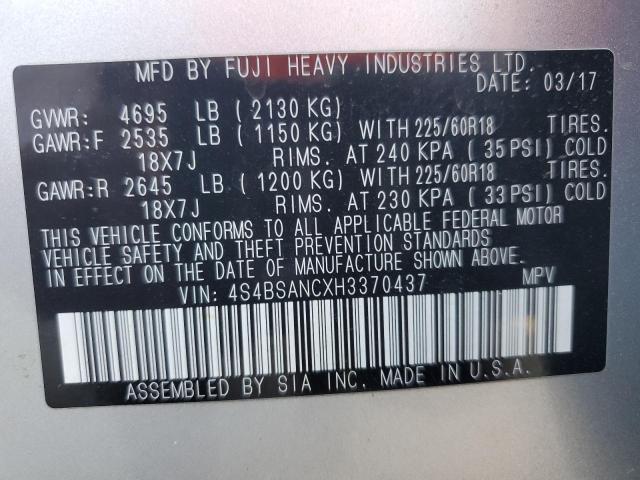 MFD BY FUJI HEAVY INDUSTRIES LTD.
DATE: 03/17
GVWR: 4695 LB (2130 KG)
GAWR:F 2535 LB (1150 KG) WITH 225/60R18 TIRES.
18X7J RIMS. AT 240 KPA (35 PSI) COLD
GAWR:R 2645 LB (1200 KG) WITH 225/60R18 TIRES.
18X7J RIMS. AT 230 KPA (33 PSI) COLD
THIS VEHICLE CONFORMS TO ALL APPLICABLE FEDERAL MOTOR
VEHICLE SAFETY AND THEFT PREVENTION STANDARDS
IN EFFECT ON THE DATE OF MANUFACTURE SHOWN ABOVE.
VIN: 4S4BSANCXH3370437 MPV
ASSEMBLED BY SIA INC. MADE IN U.S.A.